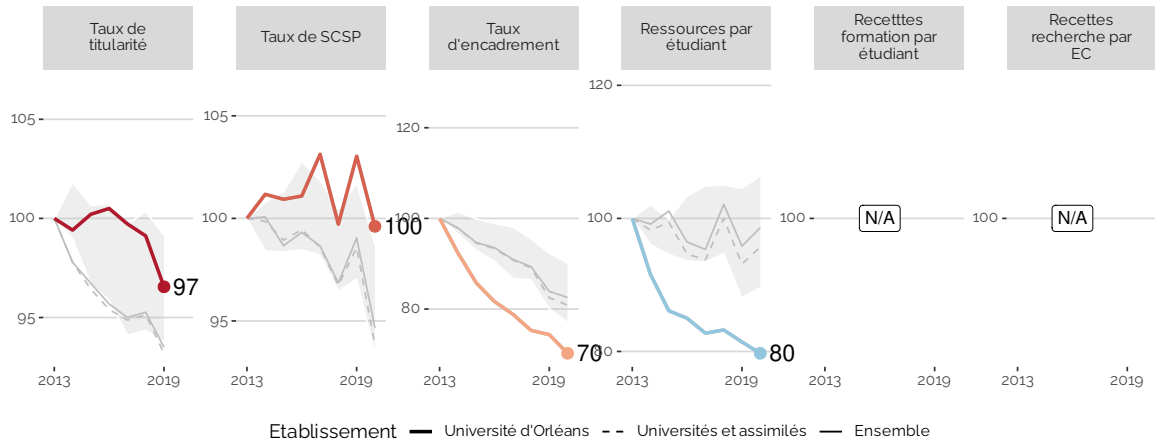 Taux de
titularité
Taux de SCSP
Taux
d'encadrement
Ressources par
étudiant
Recetttes
formation par
étudiant
Recettes
recherche par
EC
105
100
95
97
2013
2019
105
100
95
100
2013
2019
120
100
80
70
2013
2019
120
100
80
80
2013
2019
100
N/A
2013
2019
100
N/A
2013
2019
Etablissement Université d'Orléans Universités et assimilés Ensemble